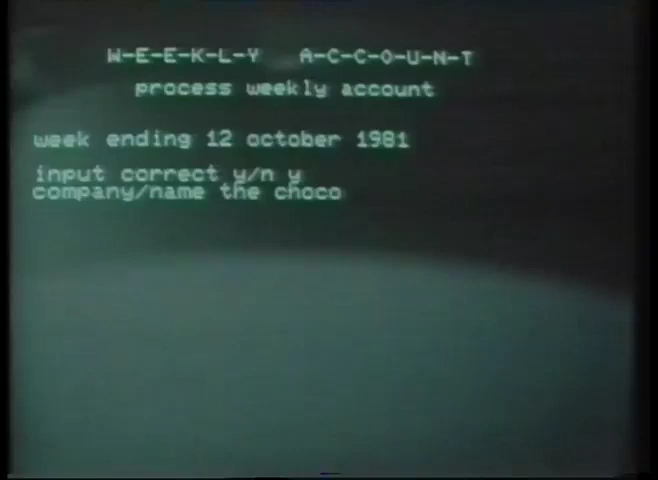 W-E-E-K-L-Y A-C-C-O-U-N-T
process weekly account
week ending 12 october 1981
input correct y/n y
company/name the choco